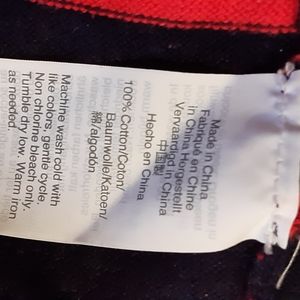 Made in China
Fabriqué en Chine
Vervaardigd in China
in China Hergestellt
中国制
Hecho en China
100% Cotton/Coton/
Baumwolle/Katoen/
綿/algodón
Machine wash cold with
like colors, gentle cycle.
Non chlorine bleach only.
Tumble dry low. Warm iron
as needed.